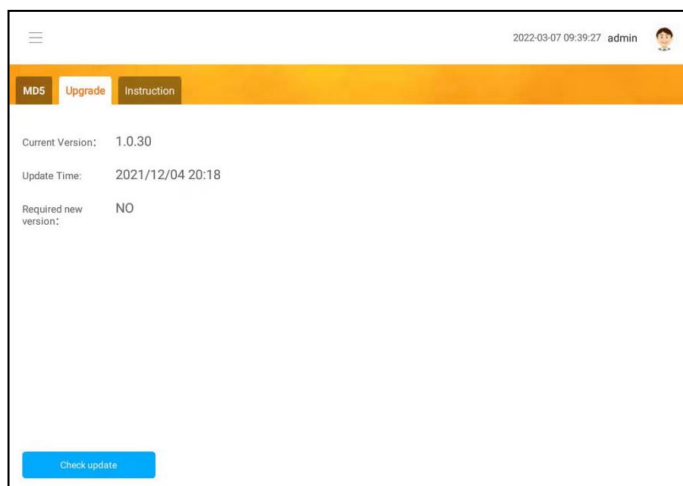 2022-03-07 09:39:27 admin
MD5 Upgrade Instruction
Current Version: 1.0.30
Update Time: 2021/12/04 20:18
Required new NO
version:
Check update